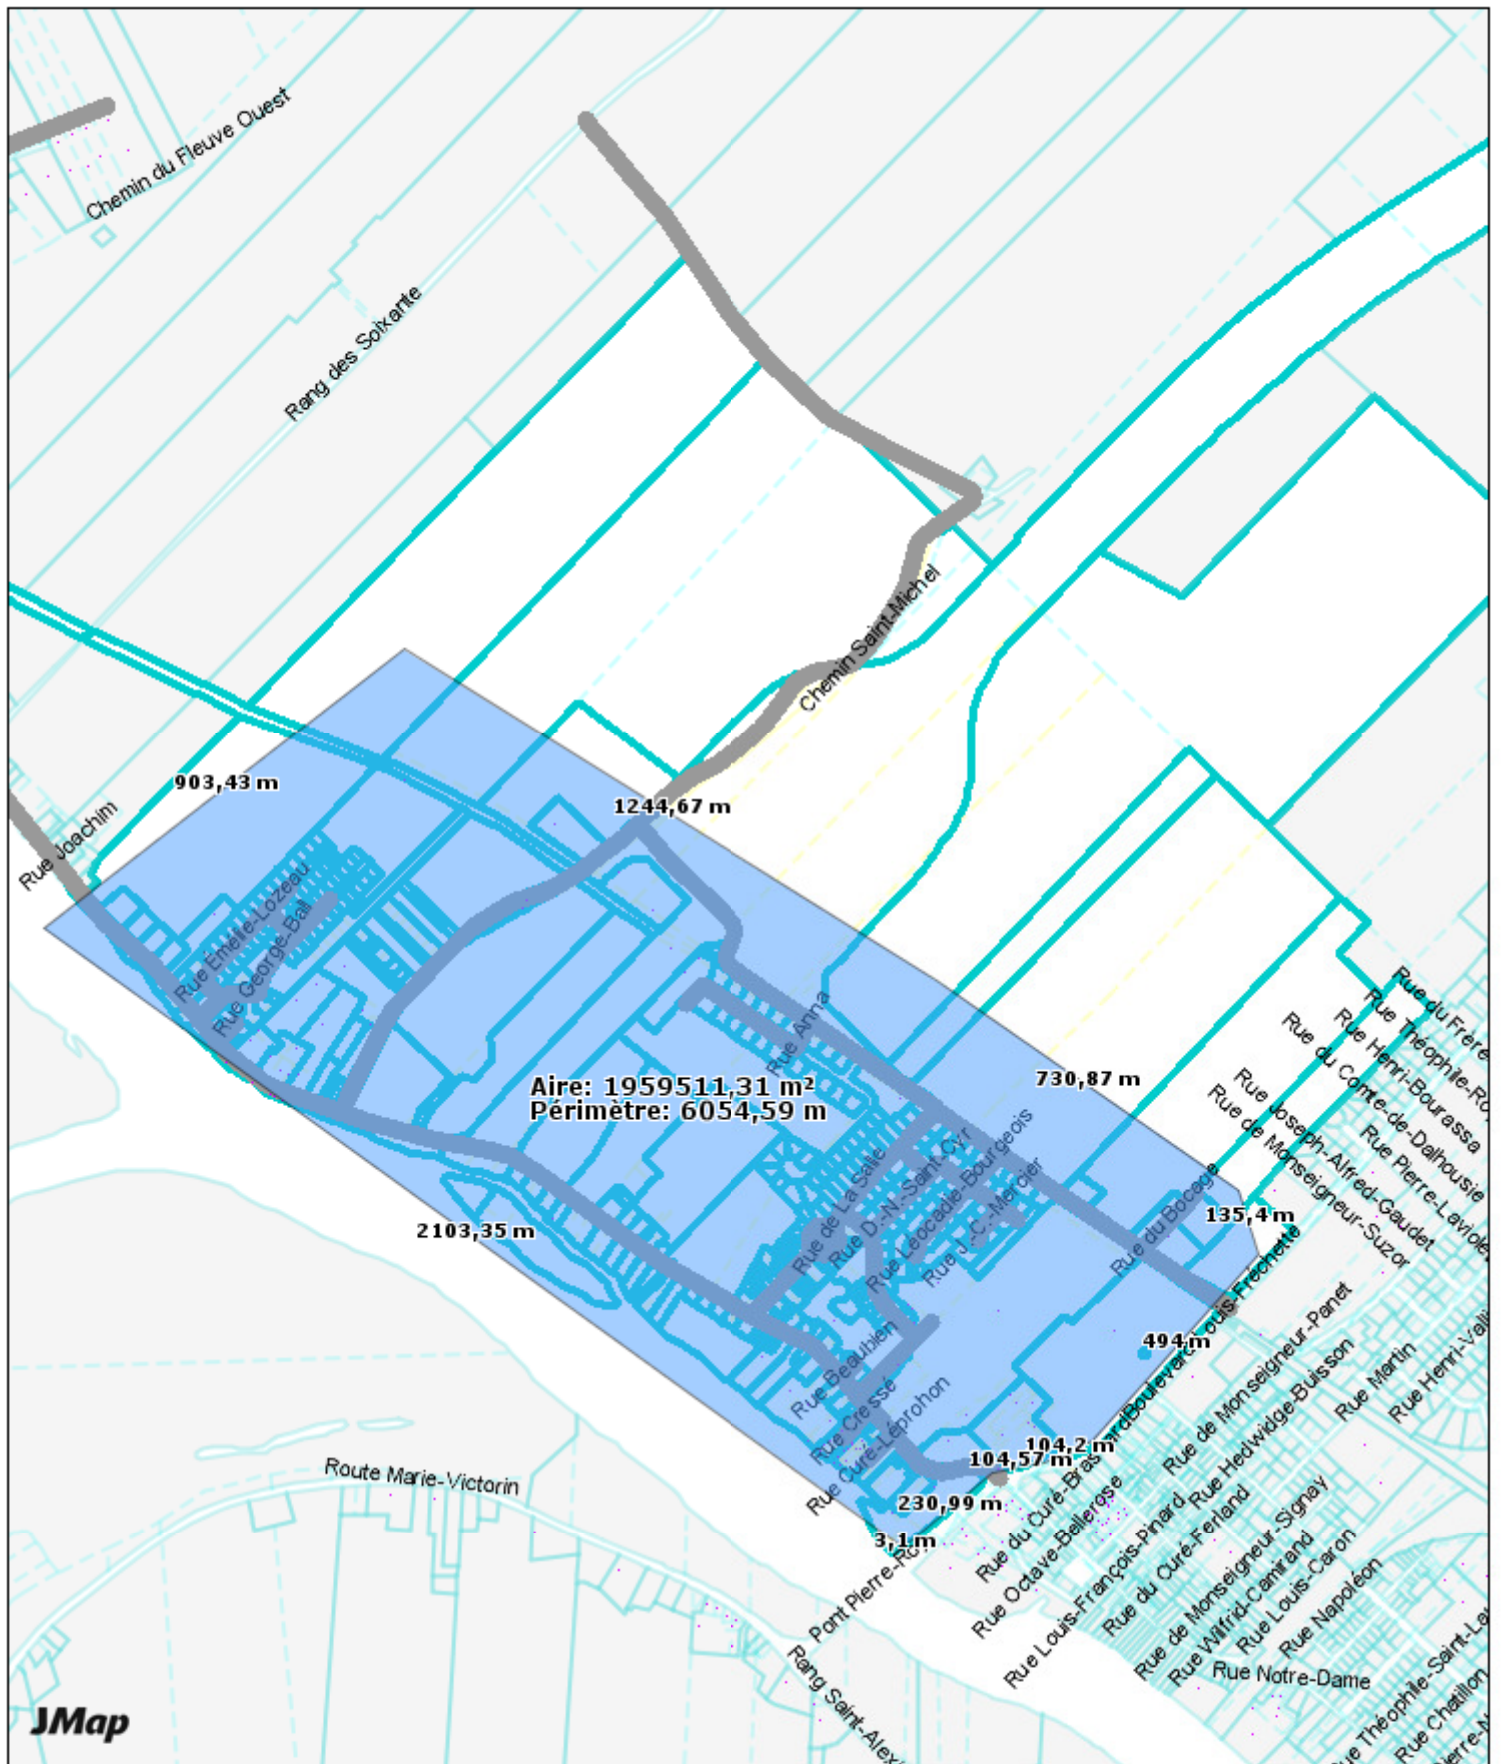 Chemin du Fleuve Ouest
Rang des Soixante
Chemin Saint-Michel
903,43 m
1244,67 m
Rue Joachim
Rue Émélie-Lozeau
Rue George-Ball
Rue Anna
Aire: 1959511,31 m²
Périmètre: 6054,59 m
730,87 m
Rue du Frère
Rue Théophile-Ro
Rue Henri-Bourassa
Rue du Comte-de-Dalhousie
Rue Pierre-Laviolet
Rue Joseph-Alfred-Gaudet
Rue de Monseigneur-Suzor
2103,35 m
135,4 m
Rue de La Salle
Rue D.-N.-Saint-Cyr
Rue Léocadie-Bourgeois
Rue J.-C.-Mercier
Rue du Bocage
Boulevard Louis-Fréchette
494 m
Rue Beaubien
Rue Cressé
Rue Curé-Léprohon
104,2 m
104,57 m
230,99 m
3,1 m
Pont Pierre-Ro
Rue de Monseigneur-Panet
Rue Hedwidge-Buisson
Rue Martin
Rue Henri-Valli
Rue du Curé-Brassard
Rue Octave-Bellerose
Rue Louis-François-Pinard
Rue du Curé-Ferland
Rue de Monseigneur-Signay
Rue Wilfrid-Camirand
Rue Louis-Caron
Rue Napoléon
Rue Notre-Dame
Rue Théophile-Saint-La
Rue Chatillon
ierre-N
Route Marie-Victorin
Rang Saint-Alexi
JMap